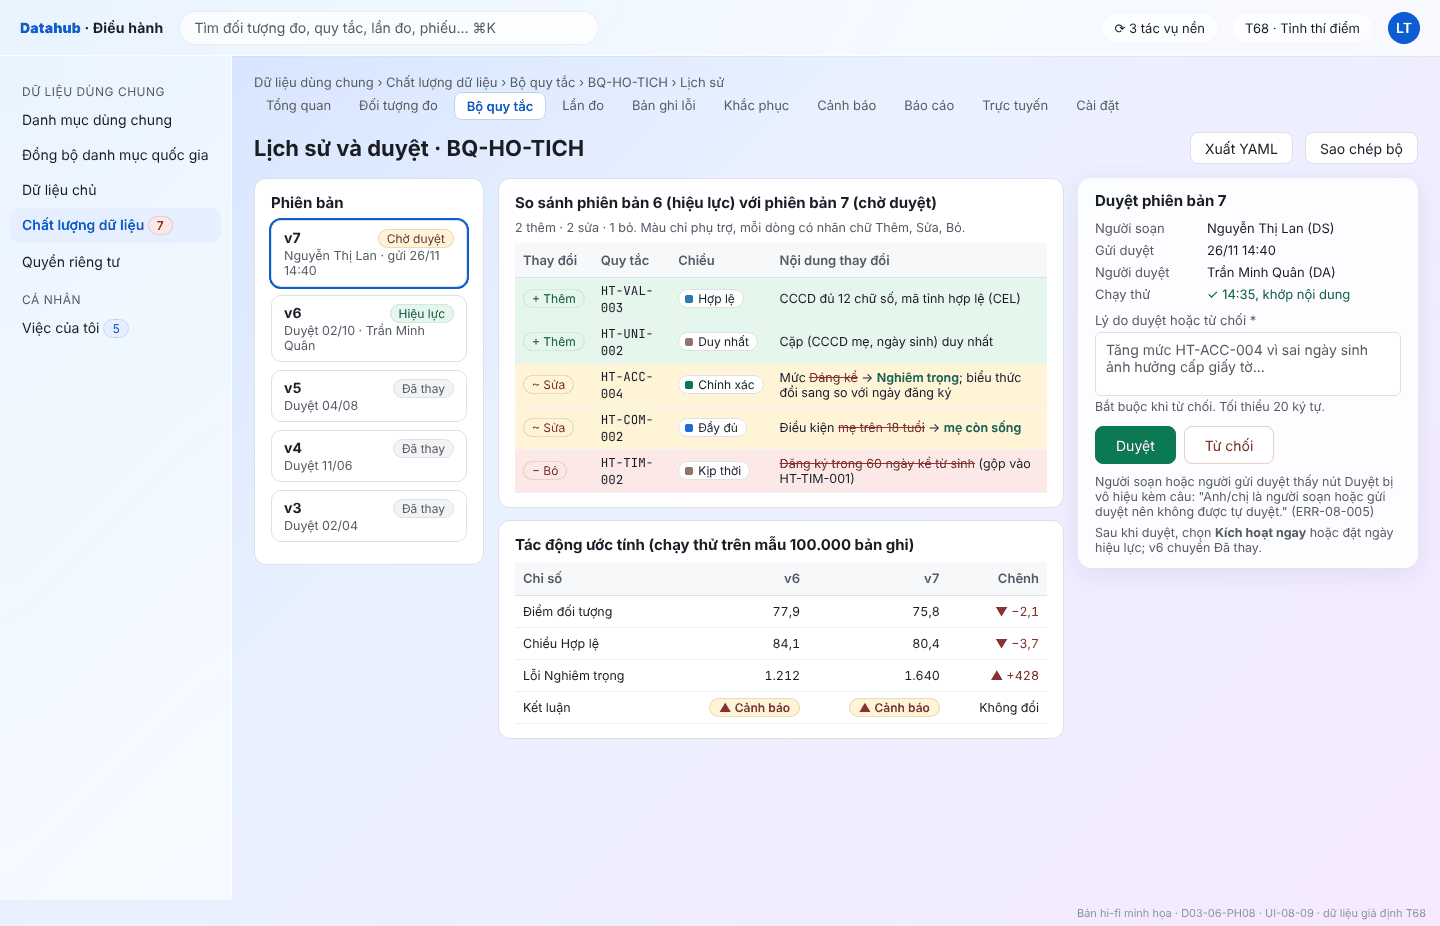 Datahub · Điều hành
Tìm đối tượng đo, quy tắc, lần đo, phiếu... ⌘K
⟳ 3 tác vụ nền
T68 · Tỉnh thí điểm
LT
DỮ LIỆU DÙNG CHUNG
Danh mục dùng chung
Đồng bộ danh mục quốc gia
Dữ liệu chủ
Chất lượng dữ liệu 7
Quyền riêng tư
CÁ NHÂN
Việc của tôi 5
Dữ liệu dùng chung › Chất lượng dữ liệu › Bộ quy tắc › BQ-HO-TICH › Lịch sử
Tổng quan Đối tượng đo Bộ quy tắc Lần đo Bản ghi lỗi Khắc phục Cảnh báo Báo cáo Trực tuyến Cài đặt
Lịch sử và duyệt · BQ-HO-TICH
Xuất YAML
Sao chép bộ
Phiên bản
v7 Chờ duyệt
Nguyễn Thị Lan · gửi 26/11
14:40
v6 Hiệu lực
Duyệt 02/10 · Trần Minh
Quân
v5 Đã thay
Duyệt 04/08
v4 Đã thay
Duyệt 11/06
v3 Đã thay
Duyệt 02/04
So sánh phiên bản 6 (hiệu lực) với phiên bản 7 (chờ duyệt)
2 thêm · 2 sửa · 1 bỏ. Màu chỉ phụ trợ, mỗi dòng có nhãn chữ Thêm, Sửa, Bỏ.
Thay đổi Quy tắc Chiều Nội dung thay đổi
+ Thêm HT-VAL-003 Hợp lệ CCCD đủ 12 chữ số, mã tỉnh hợp lệ (CEL)
+ Thêm HT-UNI-002 Duy nhất Cặp (CCCD mẹ, ngày sinh) duy nhất
~ Sửa HT-ACC-004 Chính xác Mức Đáng kể → Nghiêm trọng; biểu thức
đổi sang so với ngày đăng ký
~ Sửa HT-COM-002 Đầy đủ Điều kiện mẹ trên 18 tuổi → mẹ còn sống
− Bỏ HT-TIM-002 Kịp thời Đăng ký trong 60 ngày kể từ sinh (gộp vào
HT-TIM-001)
Tác động ước tính (chạy thử trên mẫu 100.000 bản ghi)
Chỉ số v6 v7 Chênh
Điểm đối tượng 77,9 75,8 ▼ −2,1
Chiều Hợp lệ 84,1 80,4 ▼ −3,7
Lỗi Nghiêm trọng 1.212 1.640 ▲ +428
Kết luận ▲ Cảnh báo ▲ Cảnh báo Không đổi
Duyệt phiên bản 7
Người soạn Nguyễn Thị Lan (DS)
Gửi duyệt 26/11 14:40
Người duyệt Trần Minh Quân (DA)
Chạy thử ✓ 14:35, khớp nội dung
Lý do duyệt hoặc từ chối *
Tăng mức HT-ACC-004 vì sai ngày sinh
ảnh hưởng cấp giấy tờ...
Bắt buộc khi từ chối. Tối thiểu 20 ký tự.
Duyệt
Từ chối
Người soạn hoặc người gửi duyệt thấy nút Duyệt bị
vô hiệu kèm câu: "Anh/chị là người soạn hoặc gửi
duyệt nên không được tự duyệt." (ERR-08-005)
Sau khi duyệt, chọn Kích hoạt ngay hoặc đặt ngày
hiệu lực; v6 chuyển Đã thay.
Bản hi-fi minh họa · D03-06-PH08 · UI-08-09 · dữ liệu giả định T68